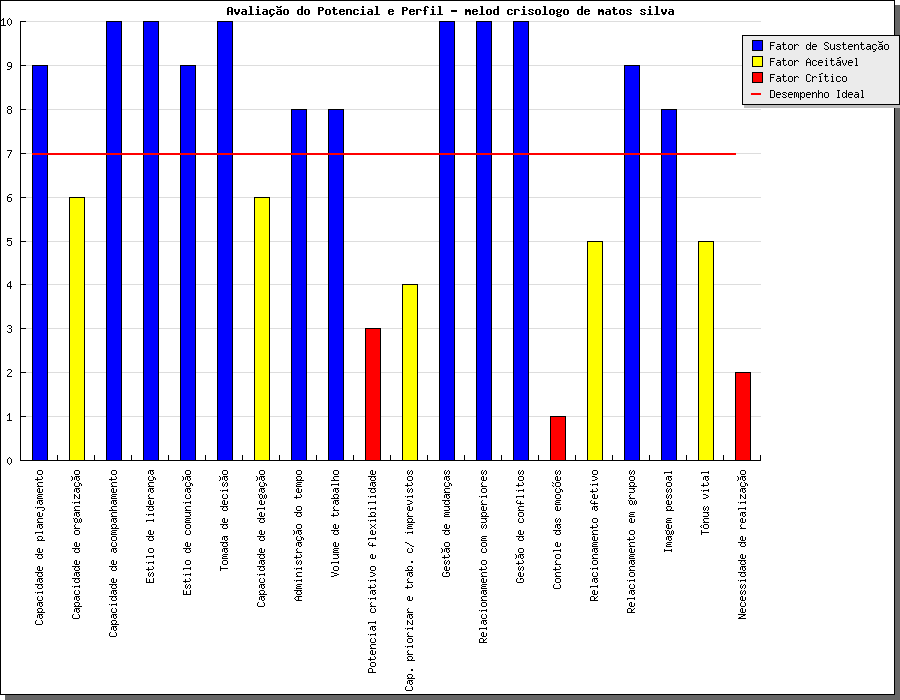 Avaliação do Potencial e Perfil - melod crisologo de matos silva
Fator de Sustentação
Fator Aceitável
Fator Crítico
Desempenho Ideal
10
9
8
7
6
5
4
3
2
1
0
Capacidade de planejamento
Capacidade de organização
Capacidade de acompanhamento
Estilo de liderança
Estilo de comunicação
Tomada de decisão
Capacidade de delegação
Administração do tempo
Volume de trabalho
Potencial criativo e flexibilidade
Cap. priorizar e trab. c/ imprevistos
Gestão de mudanças
Relacionamento com superiores
Gestão de conflitos
Controle das emoções
Relacionamento afetivo
Relacionamento em grupos
Imagem pessoal
Tônus vital
Necessidade de realização